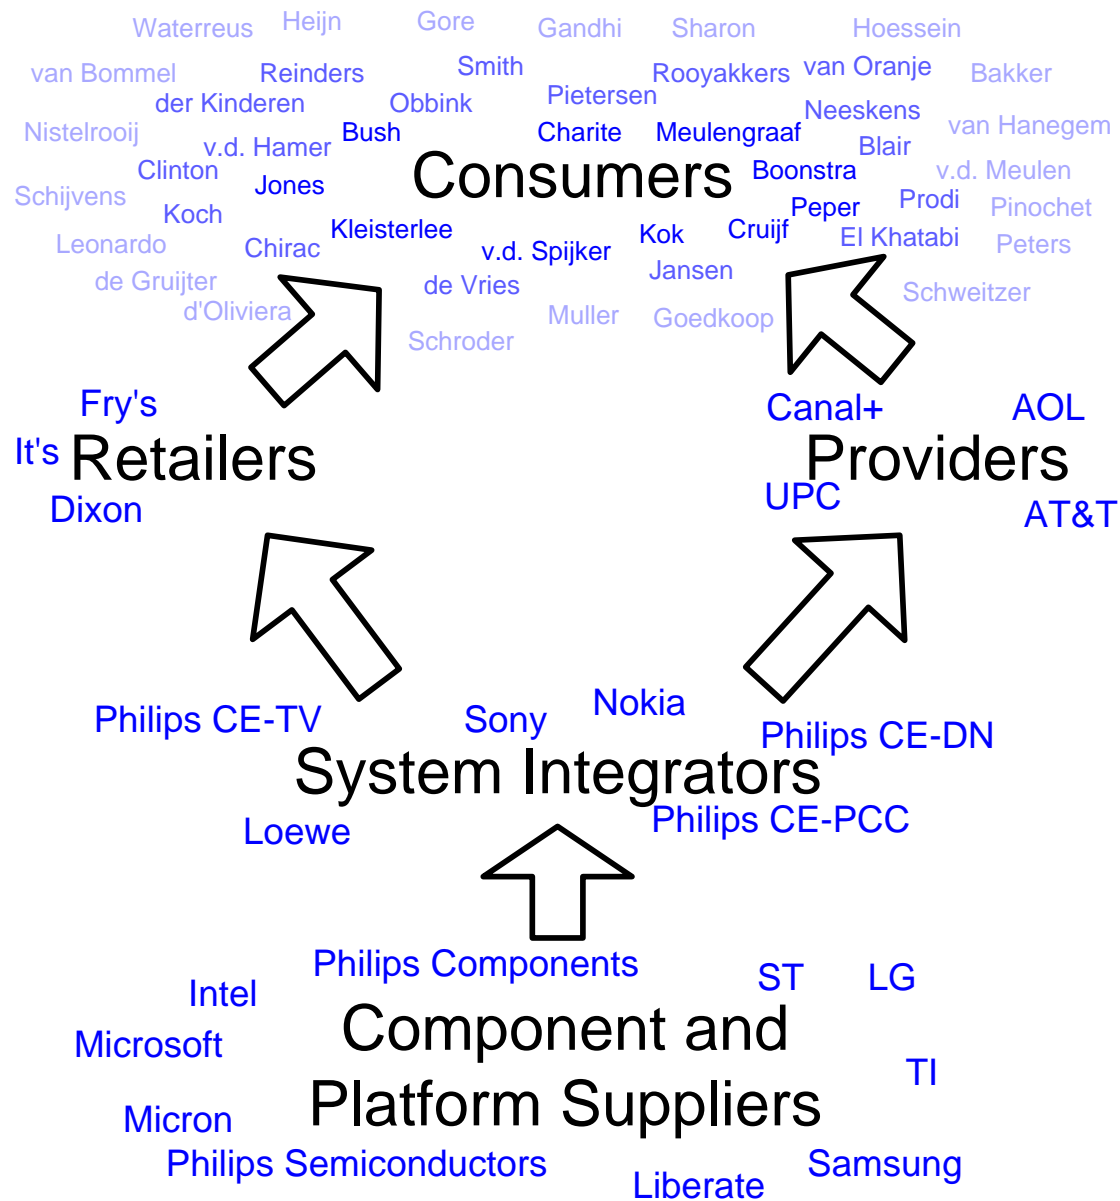 Waterreus Heijn Gore Gandhi Sharon Hoessein
van Bommel Reinders Smith Rooyakkers van Oranje Bakker
der Kinderen Obbink Pietersen Neeskens
Nistelrooij v.d. Hamer Bush Charite Meulengraaf Blair van Hanegem
Clinton Jones Consumers Boonstra v.d. Meulen
Schijvens Koch Peper Prodi Pinochet
Leonardo Chirac Kleisterlee v.d. Spijker Kok Cruijf El Khatabi Peters
de Gruijter de Vries Jansen Schweitzer
d'Oliviera Muller Goedkoop
Schroder
Fry's Canal+ AOL
It's Retailers Providers
Dixon UPC AT&T
Philips CE-TV Sony Nokia Philips CE-DN
System Integrators
Loewe Philips CE-PCC
Philips Components ST LG
Intel
Component and
Microsoft TI
Platform Suppliers
Micron
Philips Semiconductors Liberate Samsung